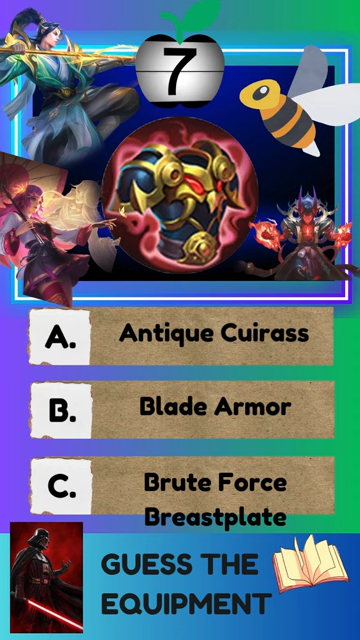 7
A. Antique Cuirass
B. Blade Armor
C. Brute Force
Breastplate
GUESS THE
EQUIPMENT